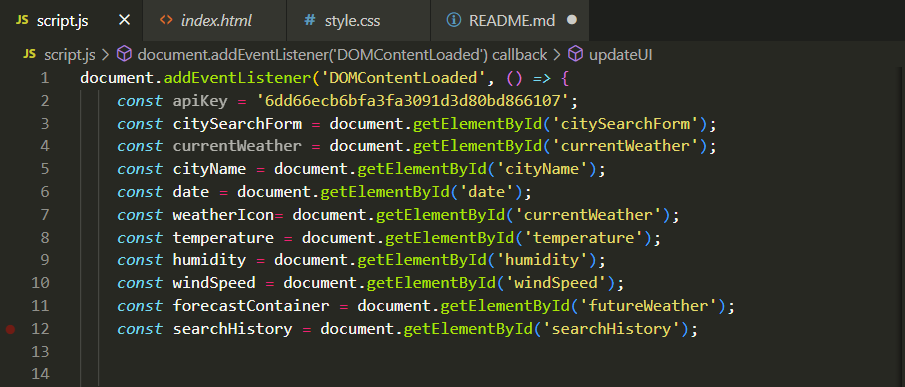 JS script.js × <> index.html # style.css ⓘ README.md ●
JS script.js > document.addEventListener('DOMContentLoaded') callback > updateUI
1 document.addEventListener('DOMContentLoaded', () => {
2 const apiKey = '6dd66ecb6bfa3fa3091d3d80bd866107';
3 const citySearchForm = document.getElementById('citySearchForm');
4 const currentWeather = document.getElementById('currentWeather');
5 const cityName = document.getElementById('cityName');
6 const date = document.getElementById('date');
7 const weatherIcon= document.getElementById('currentWeather');
8 const temperature = document.getElementById('temperature');
9 const humidity = document.getElementById('humidity');
10 const windSpeed = document.getElementById('windSpeed');
11 const forecastContainer = document.getElementById('futureWeather');
12 const searchHistory = document.getElementById('searchHistory');
13
14